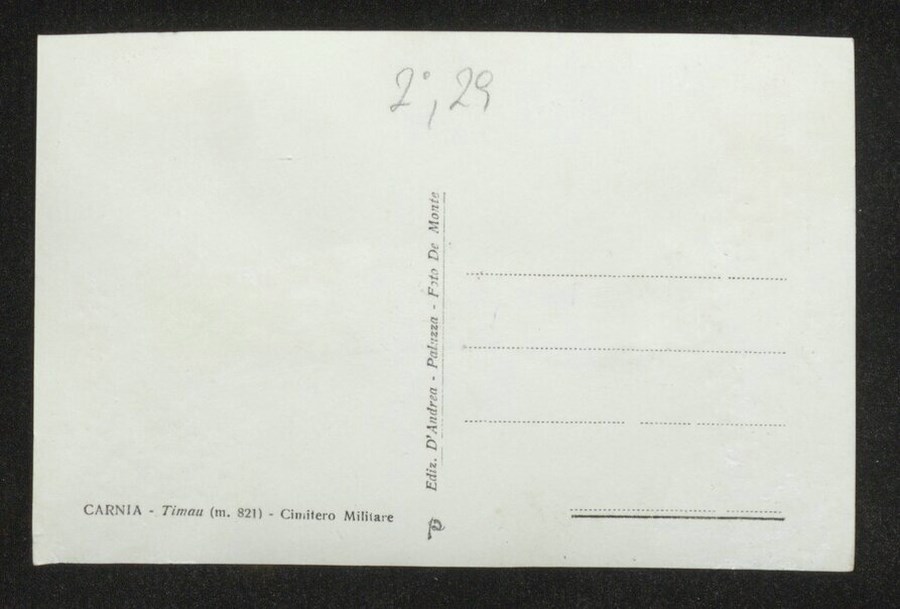 2°, 29
Ediz. D'Andrea - Paluzza - Foto De Monte
CARNIA - Timau (m. 821) - Cimitero Militare